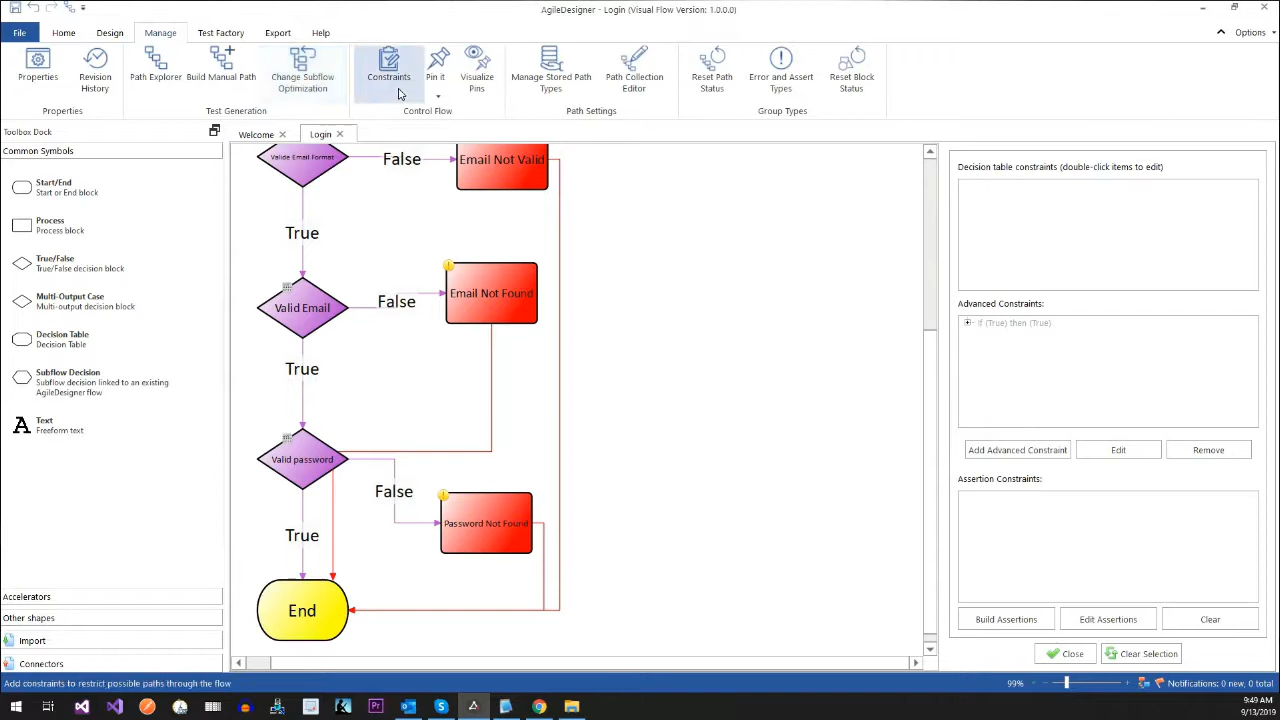 AgileDesigner - Login (Visual Flow Version: 1.0.0.0)
File Home Design Manage Test Factory Export Help Options
Properties
Revision
History
Path Explorer
Build Manual Path
Change Subflow
Optimization
Constraints
Pin it
Visualize
Pins
Manage Stored Path
Types
Path Collection
Editor
Reset Path
Status
Error and Assert
Types
Reset Block
Status
Properties Test Generation Control Flow Path Settings Group Types
Toolbox Dock
Common Symbols
Start/End
Start or End block
Process
Process block
True/False
True/False decision block
Multi-Output Case
Multi-output decision block
Decision Table
Decision Table
Subflow Decision
Subflow decision linked to an existing
AgileDesigner flow
A
Text
Freeform text
Accelerators
Other shapes
Import
Connectors
Welcome
Login
Valide Email Format
False
Email Not Valid
True
Valid Email
False
Email Not Found
True
Valid password
False
Password Not Found
True
End
Decision table constraints (double-click items to edit)
Advanced Constraints:
If (True) then (True)
Add Advanced Constraint Edit Remove
Assertion Constraints:
Build Assertions Edit Assertions Clear
Close Clear Selection
Add constraints to restrict possible paths through the flow
99%
Notifications: 0 new, 0 total
9:49 AM
9/13/2019